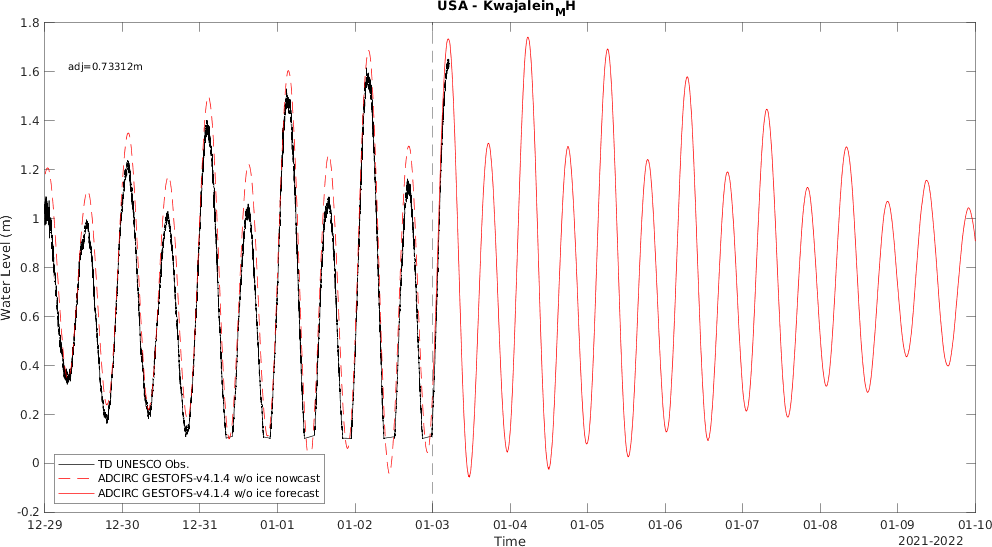 USA - Kwajalein_MH
1.8
adj=0.73312m
1.6
1.4
1.2
1
0.8
0.6
0.4
0.2
0
-0.2
Water Level (m)
TD UNESCO Obs.
ADCIRC GESTOFS-v4.1.4 w/o ice nowcast
ADCIRC GESTOFS-v4.1.4 w/o ice forecast
12-29 12-30 12-31 01-01 01-02 01-03 01-04 01-05 01-06 01-07 01-08 01-09 01-10
Time
2021-2022